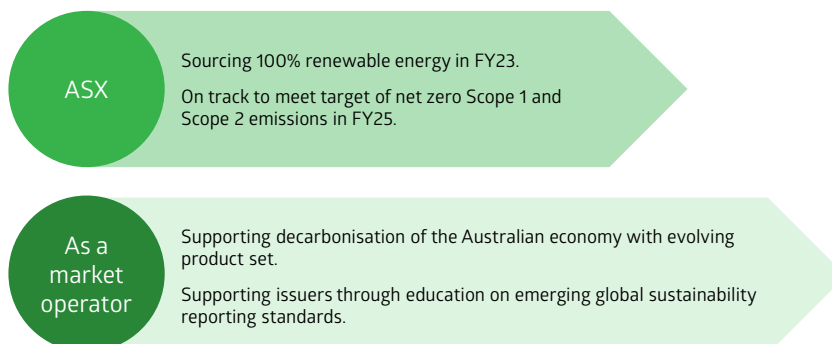 ASX
Sourcing 100% renewable energy in FY23.
On track to meet target of net zero Scope 1 and
Scope 2 emissions in FY25.
As a
market
operator
Supporting decarbonisation of the Australian economy with evolving
product set.
Supporting issuers through education on emerging global sustainability
reporting standards.